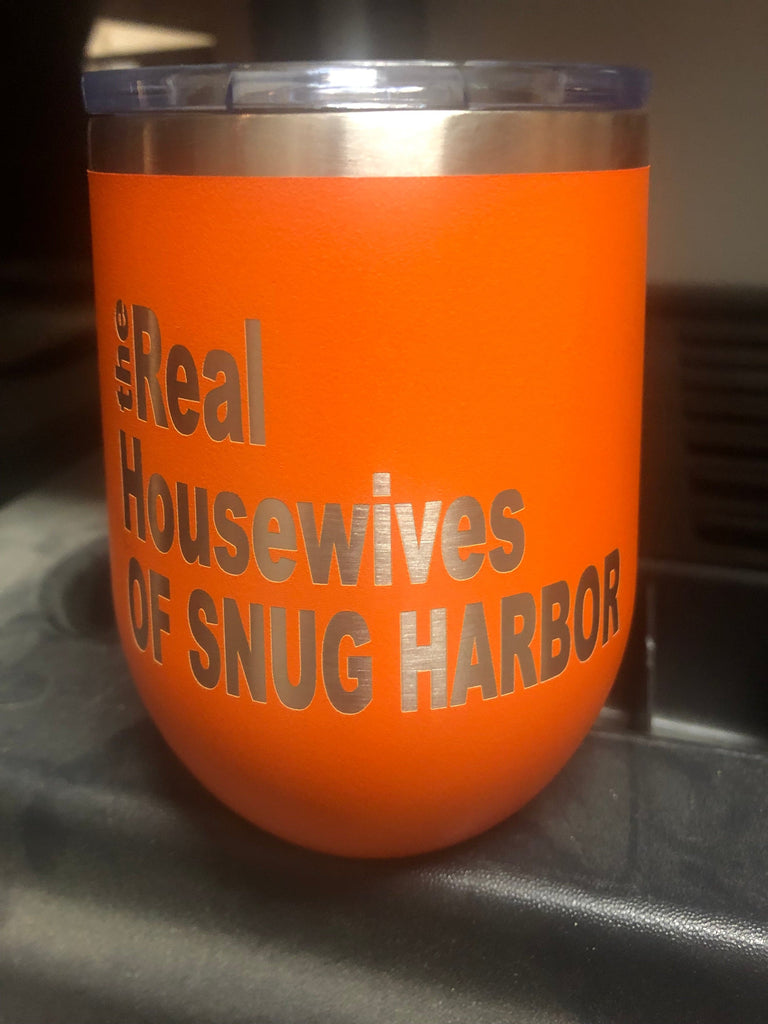 the Real
Housewives
OF SNUG HARBOR